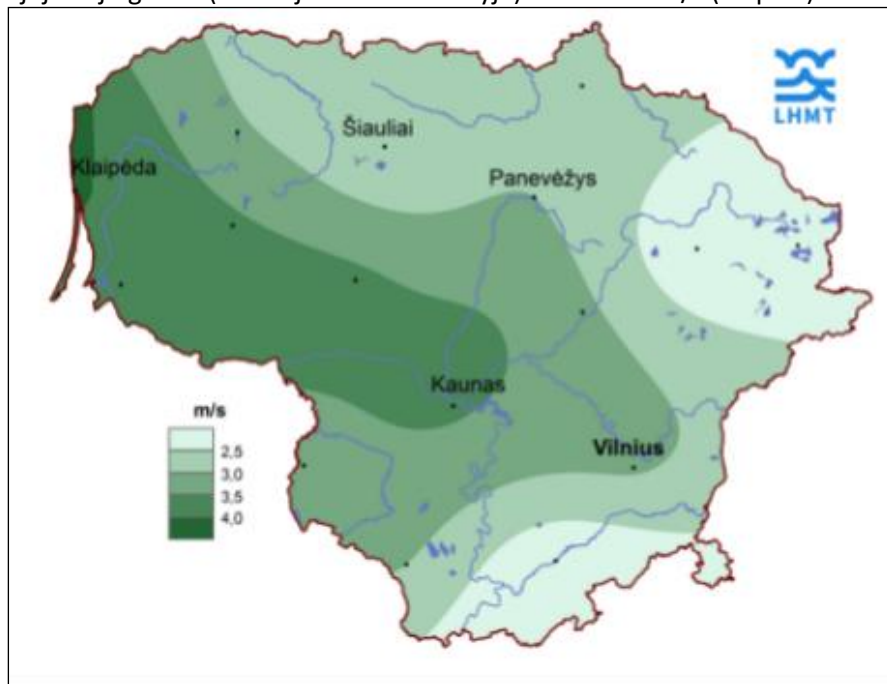 LHMT
Šiauliai
Klaipėda
Panevėžys
Kaunas
Vilnius
m/s
2,5
3,0
3,5
4,0